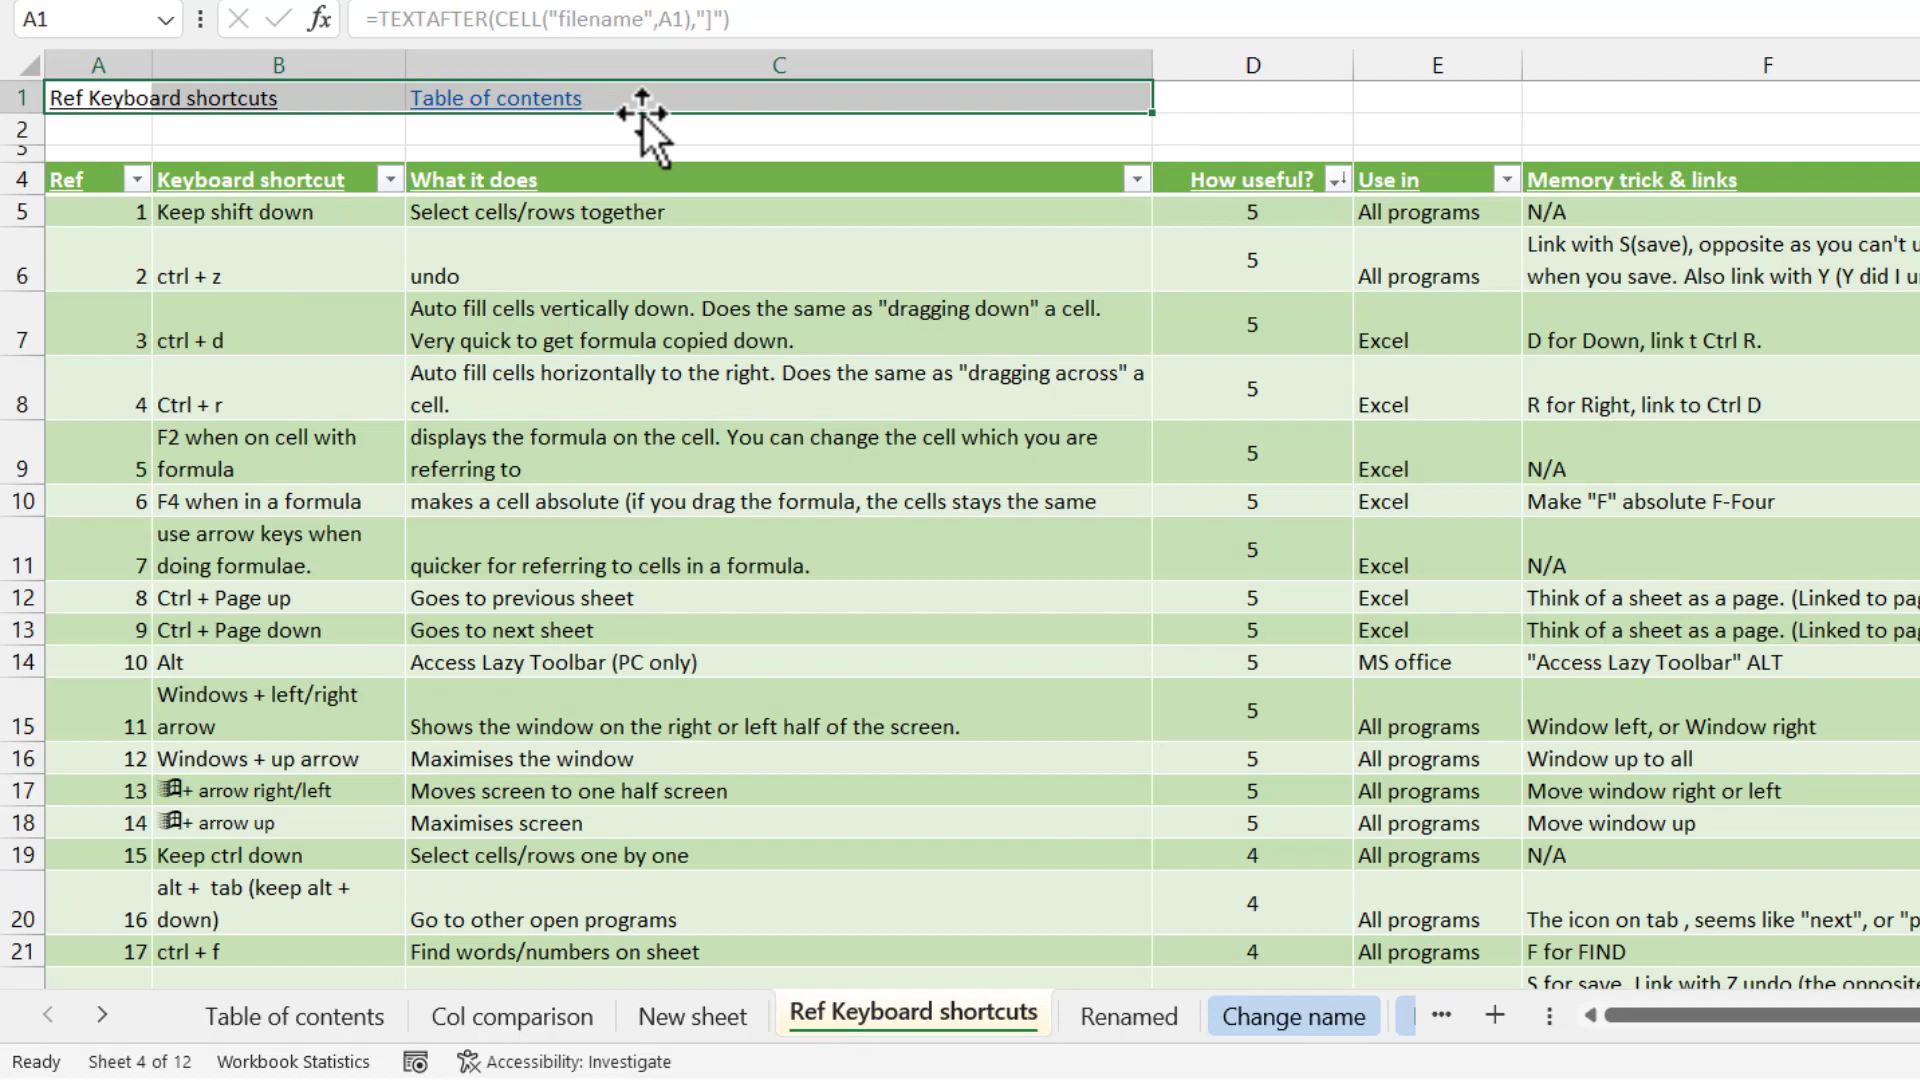 A1 fx =TEXTAFTER(CELL("filename",A1),"]")
A B C D E F
1 Ref Keyboard shortcuts Table of contents
2
3
4 Ref Keyboard shortcut What it does How useful? Use in Memory trick & links
5 1 Keep shift down Select cells/rows together 5 All programs N/A
Link with S(save), opposite as you can't u
6 2 ctrl + z undo 5 All programs when you save. Also link with Y (Y did I u
Auto fill cells vertically down. Does the same as "dragging down" a cell.
7 3 ctrl + d Very quick to get formula copied down. 5 Excel D for Down, link t Ctrl R.
Auto fill cells horizontally to the right. Does the same as "dragging across" a
8 4 Ctrl + r cell. 5 Excel R for Right, link to Ctrl D
F2 when on cell with displays the formula on the cell. You can change the cell which you are
9 5 formula referring to 5 Excel N/A
10 6 F4 when in a formula makes a cell absolute (if you drag the formula, the cells stays the same 5 Excel Make "F" absolute F-Four
use arrow keys when
11 7 doing formulae. quicker for referring to cells in a formula. 5 Excel N/A
12 8 Ctrl + Page up Goes to previous sheet 5 Excel Think of a sheet as a page. (Linked to pag
13 9 Ctrl + Page down Goes to next sheet 5 Excel Think of a sheet as a page. (Linked to pag
14 10 Alt Access Lazy Toolbar (PC only) 5 MS office "Access Lazy Toolbar" ALT
Windows + left/right
15 11 arrow Shows the window on the right or left half of the screen. 5 All programs Window left, or Window right
16 12 Windows + up arrow Maximises the window 5 All programs Window up to all
17 13 + arrow right/left Moves screen to one half screen 5 All programs Move window right or left
18 14 + arrow up Maximises screen 5 All programs Move window up
19 15 Keep ctrl down Select cells/rows one by one 4 All programs N/A
alt + tab (keep alt +
20 16 down) Go to other open programs 4 All programs The icon on tab , seems like "next", or "p
21 17 ctrl + f Find words/numbers on sheet 4 All programs F for FIND
S for save. Link with Z undo (the opposite
Table of contents Col comparison New sheet Ref Keyboard shortcuts Renamed Change name
Ready Sheet 4 of 12 Workbook Statistics Accessibility: Investigate